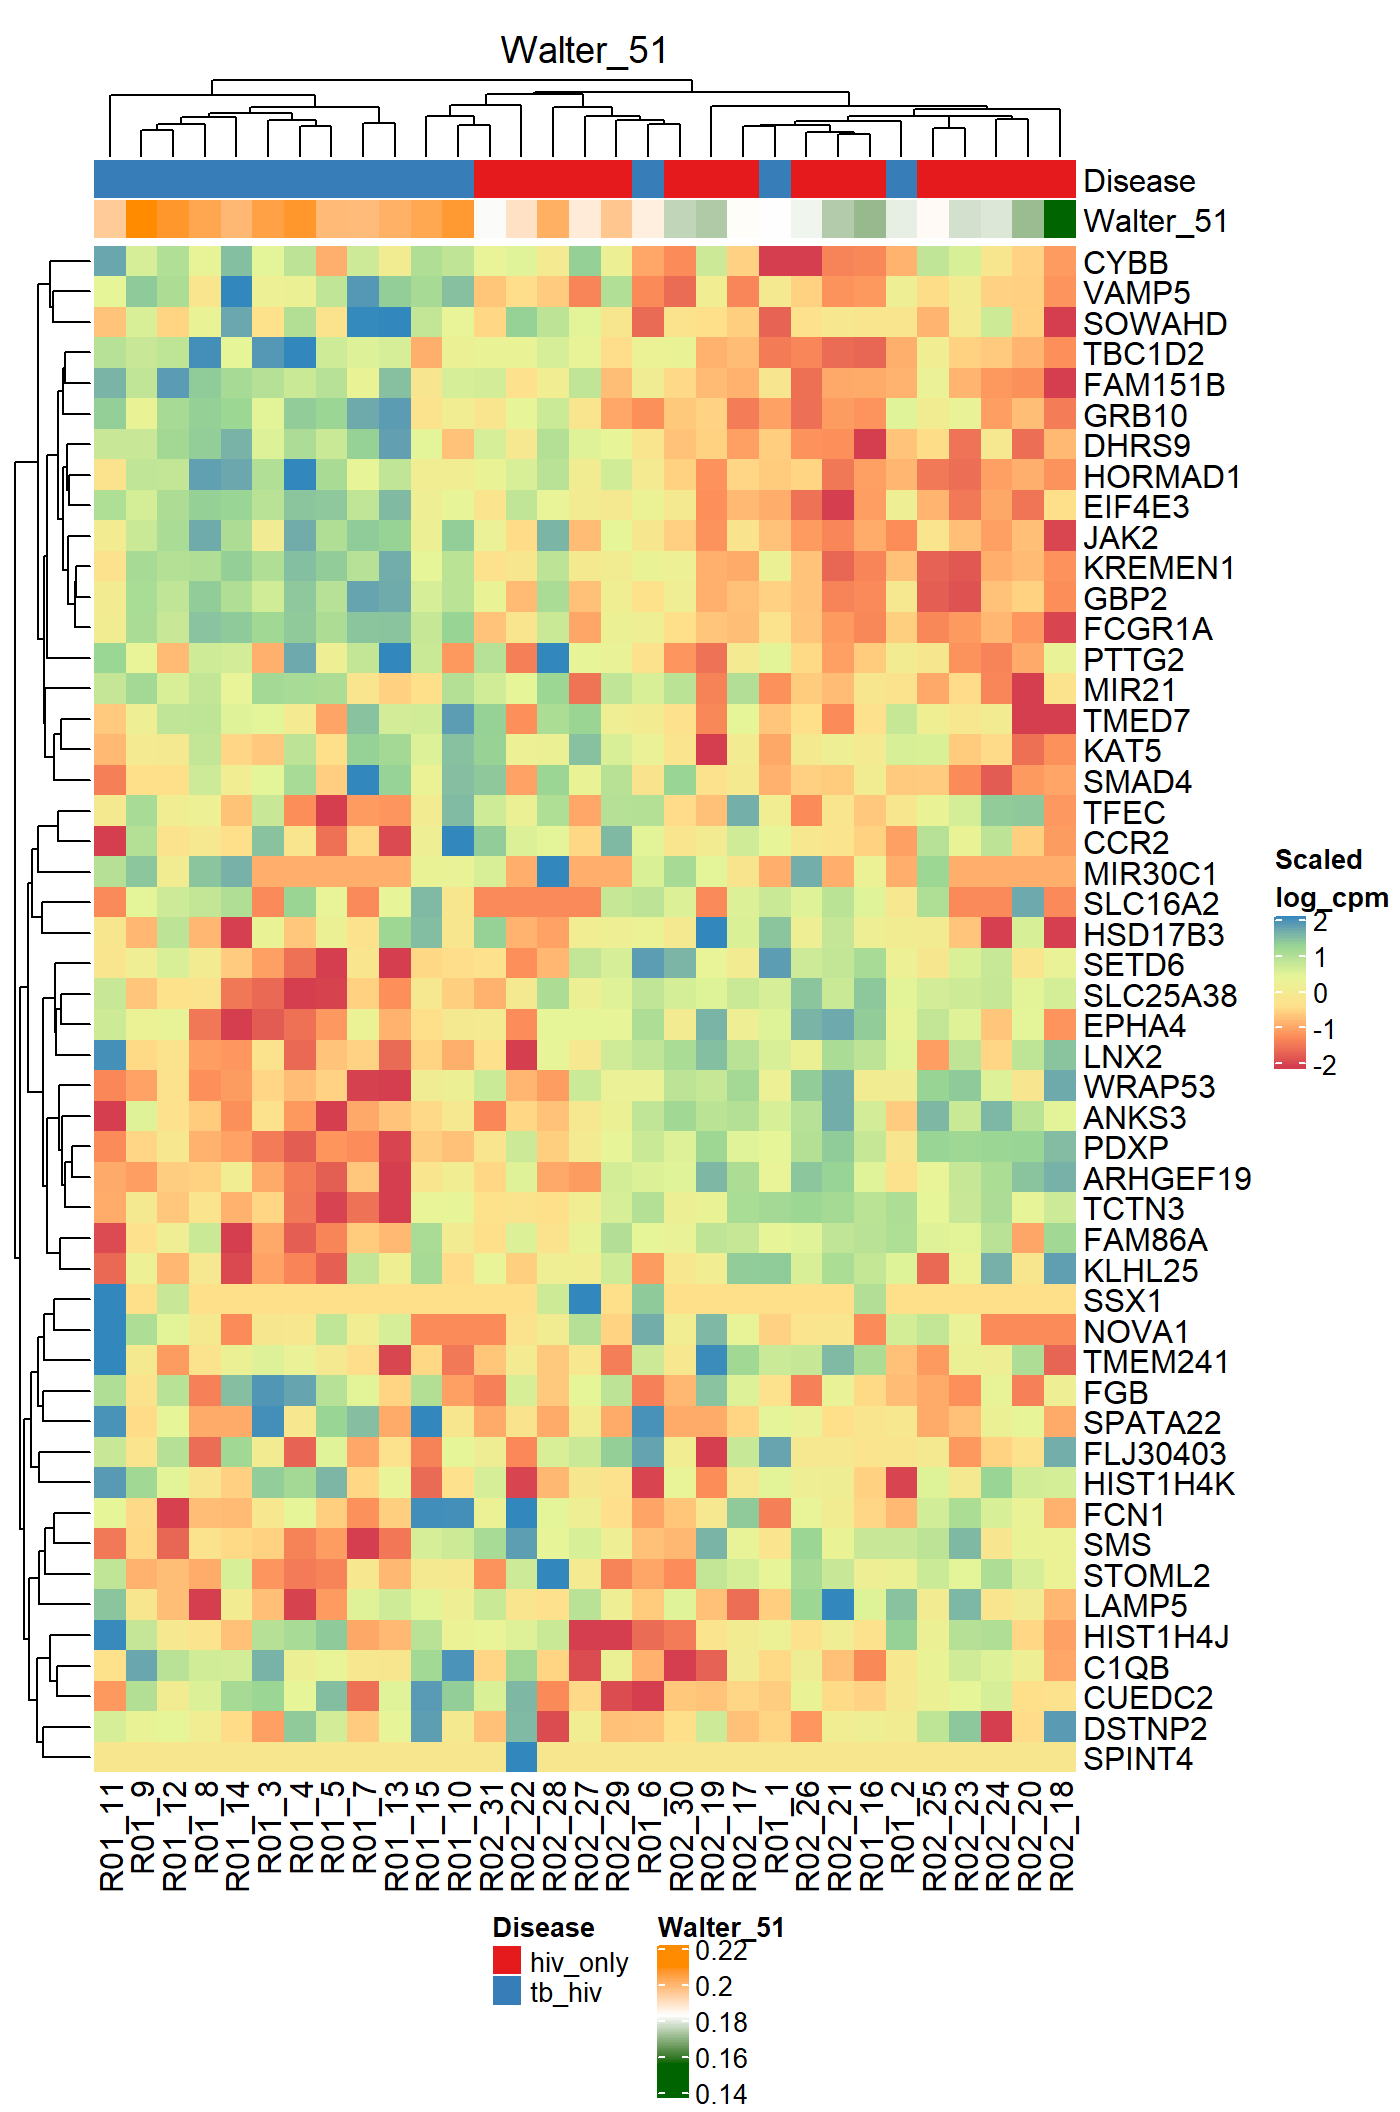 Walter_51
Disease
Walter_51
CYBB
VAMP5
SOWAHD
TBC1D2
FAM151B
GRB10
DHRS9
HORMAD1
EIF4E3
JAK2
KREMEN1
GBP2
FCGR1A
PTTG2
MIR21
TMED7
KAT5
SMAD4
TFEC
CCR2
MIR30C1
SLC16A2
HSD17B3
SETD6
SLC25A38
EPHA4
LNX2
WRAP53
ANKS3
PDXP
ARHGEF19
TCTN3
FAM86A
KLHL25
SSX1
NOVA1
TMEM241
FGB
SPATA22
FLJ30403
HIST1H4K
FCN1
SMS
STOML2
LAMP5
HIST1H4J
C1QB
CUEDC2
DSTNP2
SPINT4
Scaled
log_cpm
2
1
0
-1
-2
R01_11
R01_9
R01_12
R01_8
R01_14
R01_3
R01_4
R01_5
R01_7
R01_13
R01_15
R01_10
R02_31
R02_22
R02_28
R02_27
R02_29
R01_6
R02_30
R02_19
R02_17
R01_1
R02_26
R02_21
R01_16
R01_2
R02_25
R02_23
R02_24
R02_20
R02_18
Disease
hiv_only
tb_hiv
Walter_51
0.22
0.2
0.18
0.16
0.14